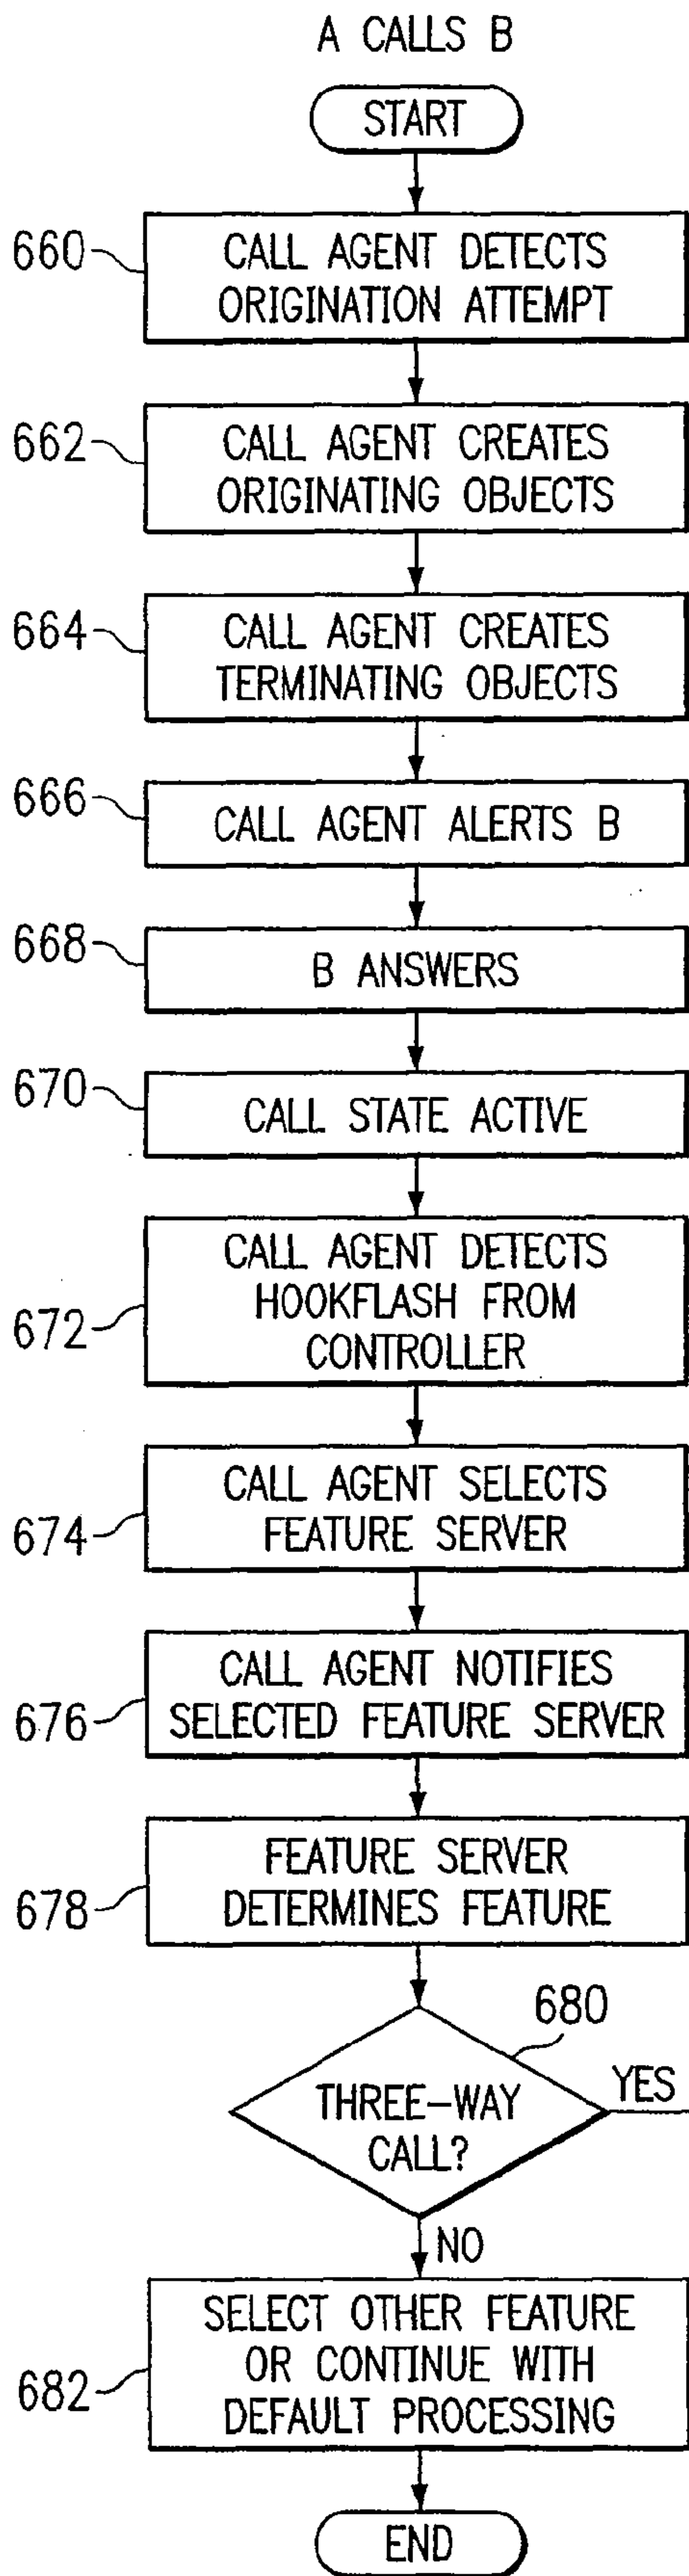 A CALLS B
START
660
CALL AGENT DETECTS
ORIGINATION ATTEMPT
662
CALL AGENT CREATES
ORIGINATING OBJECTS
664
CALL AGENT CREATES
TERMINATING OBJECTS
666
CALL AGENT ALERTS B
668
B ANSWERS
670
CALL STATE ACTIVE
672
CALL AGENT DETECTS
HOOKFLASH FROM
CONTROLLER
674
CALL AGENT SELECTS
FEATURE SERVER
676
CALL AGENT NOTIFIES
SELECTED FEATURE SERVER
678
FEATURE SERVER
DETERMINES FEATURE
680
THREE-WAY
CALL?
YES
NO
682
SELECT OTHER FEATURE
OR CONTINUE WITH
DEFAULT PROCESSING
END